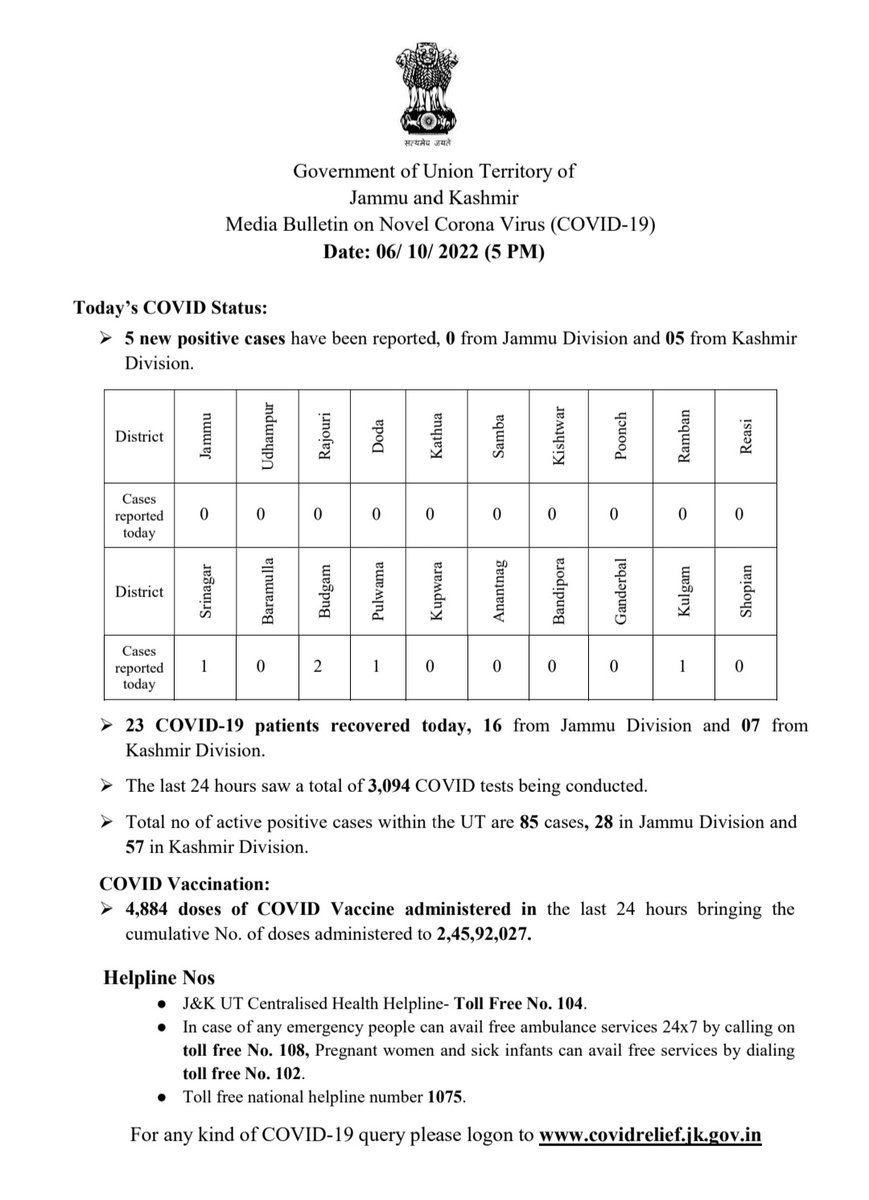 सत्यमेव जयते
Government of Union Territory of
Jammu and Kashmir
Media Bulletin on Novel Corona Virus (COVID-19)
Date: 06/ 10/ 2022 (5 PM)
Today’s COVID Status:
➢ 5 new positive cases have been reported, 0 from Jammu Division and 05 from Kashmir
Division.
District Jammu Udhampur Rajouri Doda Kathua Samba Kishtwar Poonch Ramban Reasi
Cases
reported
today
0 0 0 0 0 0 0 0 0 0
District Srinagar Baramulla Budgam Pulwama Kupwara Anantnag Bandipora Ganderbal Kulgam Shopian
Cases
reported
today
1 0 2 1 0 0 0 0 1 0
➢ 23 COVID-19 patients recovered today, 16 from Jammu Division and 07 from
Kashmir Division.
➢ The last 24 hours saw a total of 3,094 COVID tests being conducted.
➢ Total no of active positive cases within the UT are 85 cases, 28 in Jammu Division and
57 in Kashmir Division.
COVID Vaccination:
➢ 4,884 doses of COVID Vaccine administered in the last 24 hours bringing the
cumulative No. of doses administered to 2,45,92,027.
Helpline Nos
● J&K UT Centralised Health Helpline- Toll Free No. 104.
● In case of any emergency people can avail free ambulance services 24x7 by calling on
toll free No. 108, Pregnant women and sick infants can avail free services by dialing
toll free No. 102.
● Toll free national helpline number 1075.
For any kind of COVID-19 query please logon to www.covidrelief.jk.gov.in